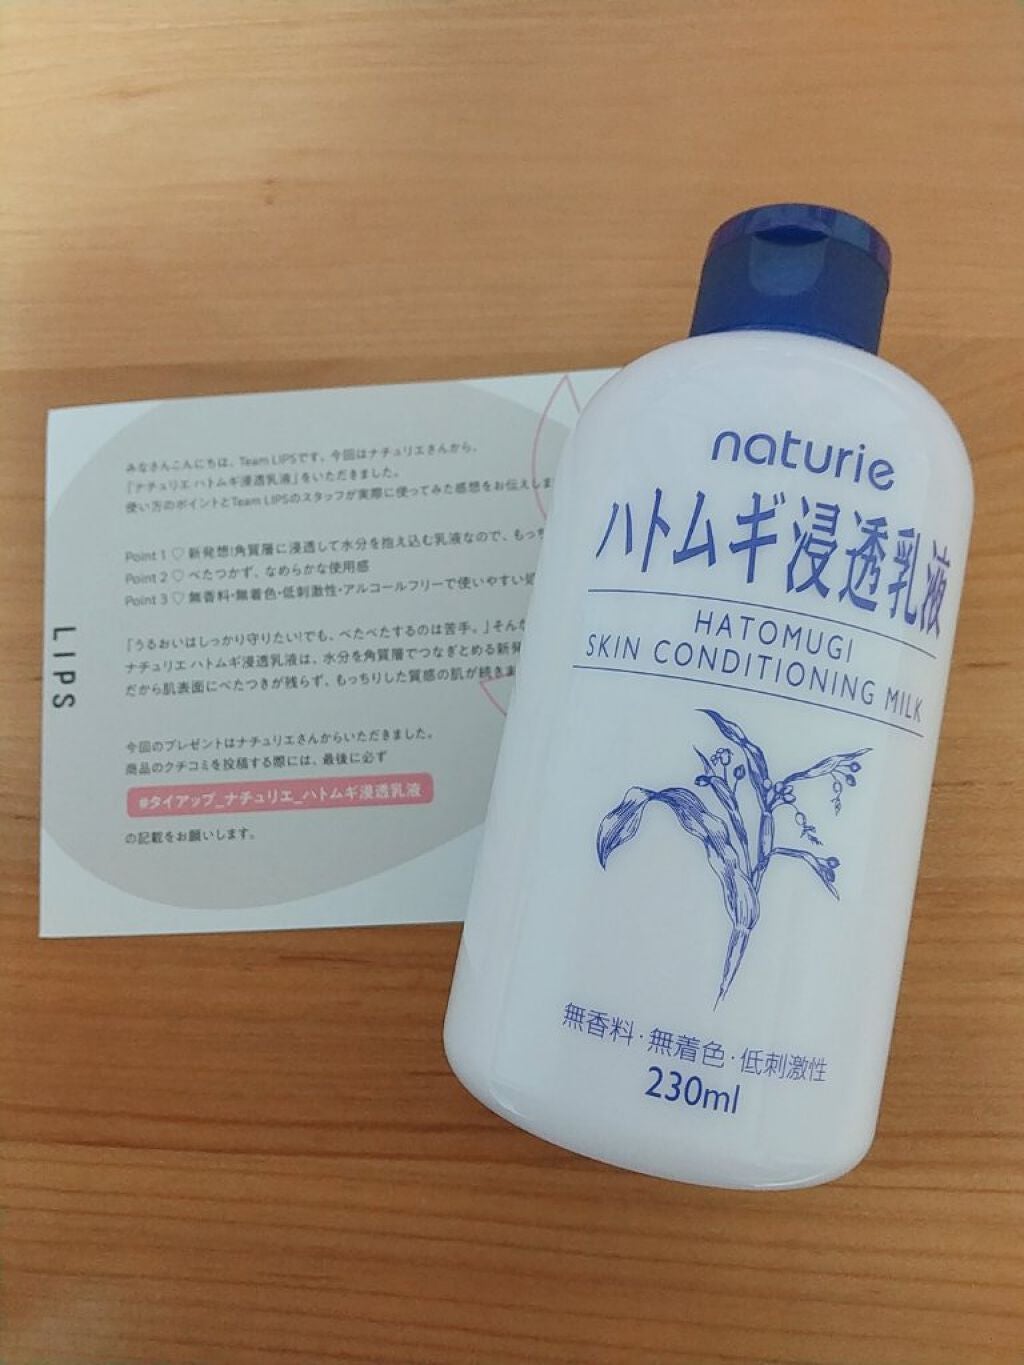 みなさんこんにちは、Team LIPSです。今回はナチュリエさんから、
「ナチュリエ ハトムギ浸透乳液」をいただきました。
使い方のポイントとTeam LIPSのスタッフが実際に使ってみた感想をお伝えしま
Point 1 ♡ 新発想!角質層に浸透して水分を抱え込む乳液なので、もっち
Point 2 ♡ べたつかず、なめらかな使用感
Point 3 ♡ 無香料・無着色・低刺激性・アルコールフリーで使いやすい処
「うるおいはしっかり守りたい!でも、べたべたするのは苦手。」そんな
ナチュリエ ハトムギ浸透乳液は、水分を角質層でつなぎとめる新発
だから肌表面にべたつきが残らず、もっちりした質感の肌が続きま
今回のプレゼントはナチュリエさんからいただきました。
商品のクチコミを投稿する際には、最後に必ず
#タイアップ_ナチュリエ_ハトムギ浸透乳液
の記載をお願いします。
LIPS
naturie
ハトムギ浸透乳液
HATOMUGI
SKIN CONDITIONING MILK
無香料・無着色・低刺激性
230ml